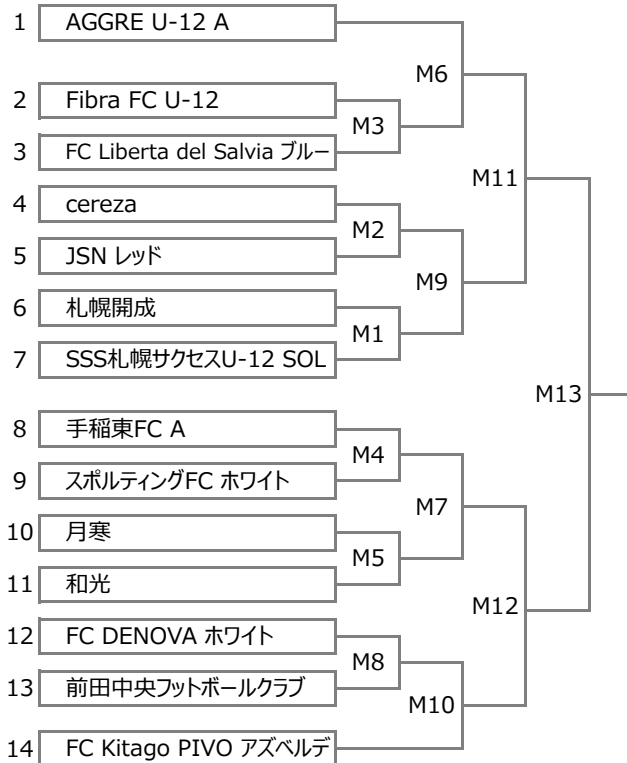 1 AGGRE U-12 A
M6
2 Fibra FC U-12
M3
3 FC Liberta del Salvia ブルー
M11
4 cereza
M2
5 JSN レッド
M9
6 札幌開成
M1
7 SSS札幌サクセスU-12 SOL
M13
8 手稲東FC A
M4
9 スポルティングFC ホワイト
M7
10 月寒
M5
11 和光
M12
12 FC DENOVA ホワイト
M8
13 前田中央フットボールクラブ
M10
14 FC Kitago PIVO アズベルデ